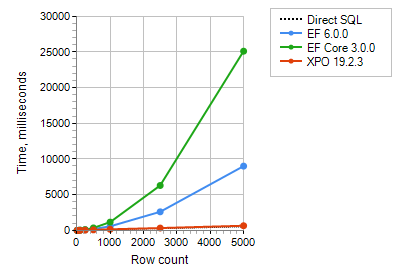 Direct SQL
EF 6.0.0
EF Core 3.0.0
XPO 19.2.3
Time, milliseconds
30000
25000
20000
15000
10000
5000
0
0
1000
2000
3000
4000
5000
Row count